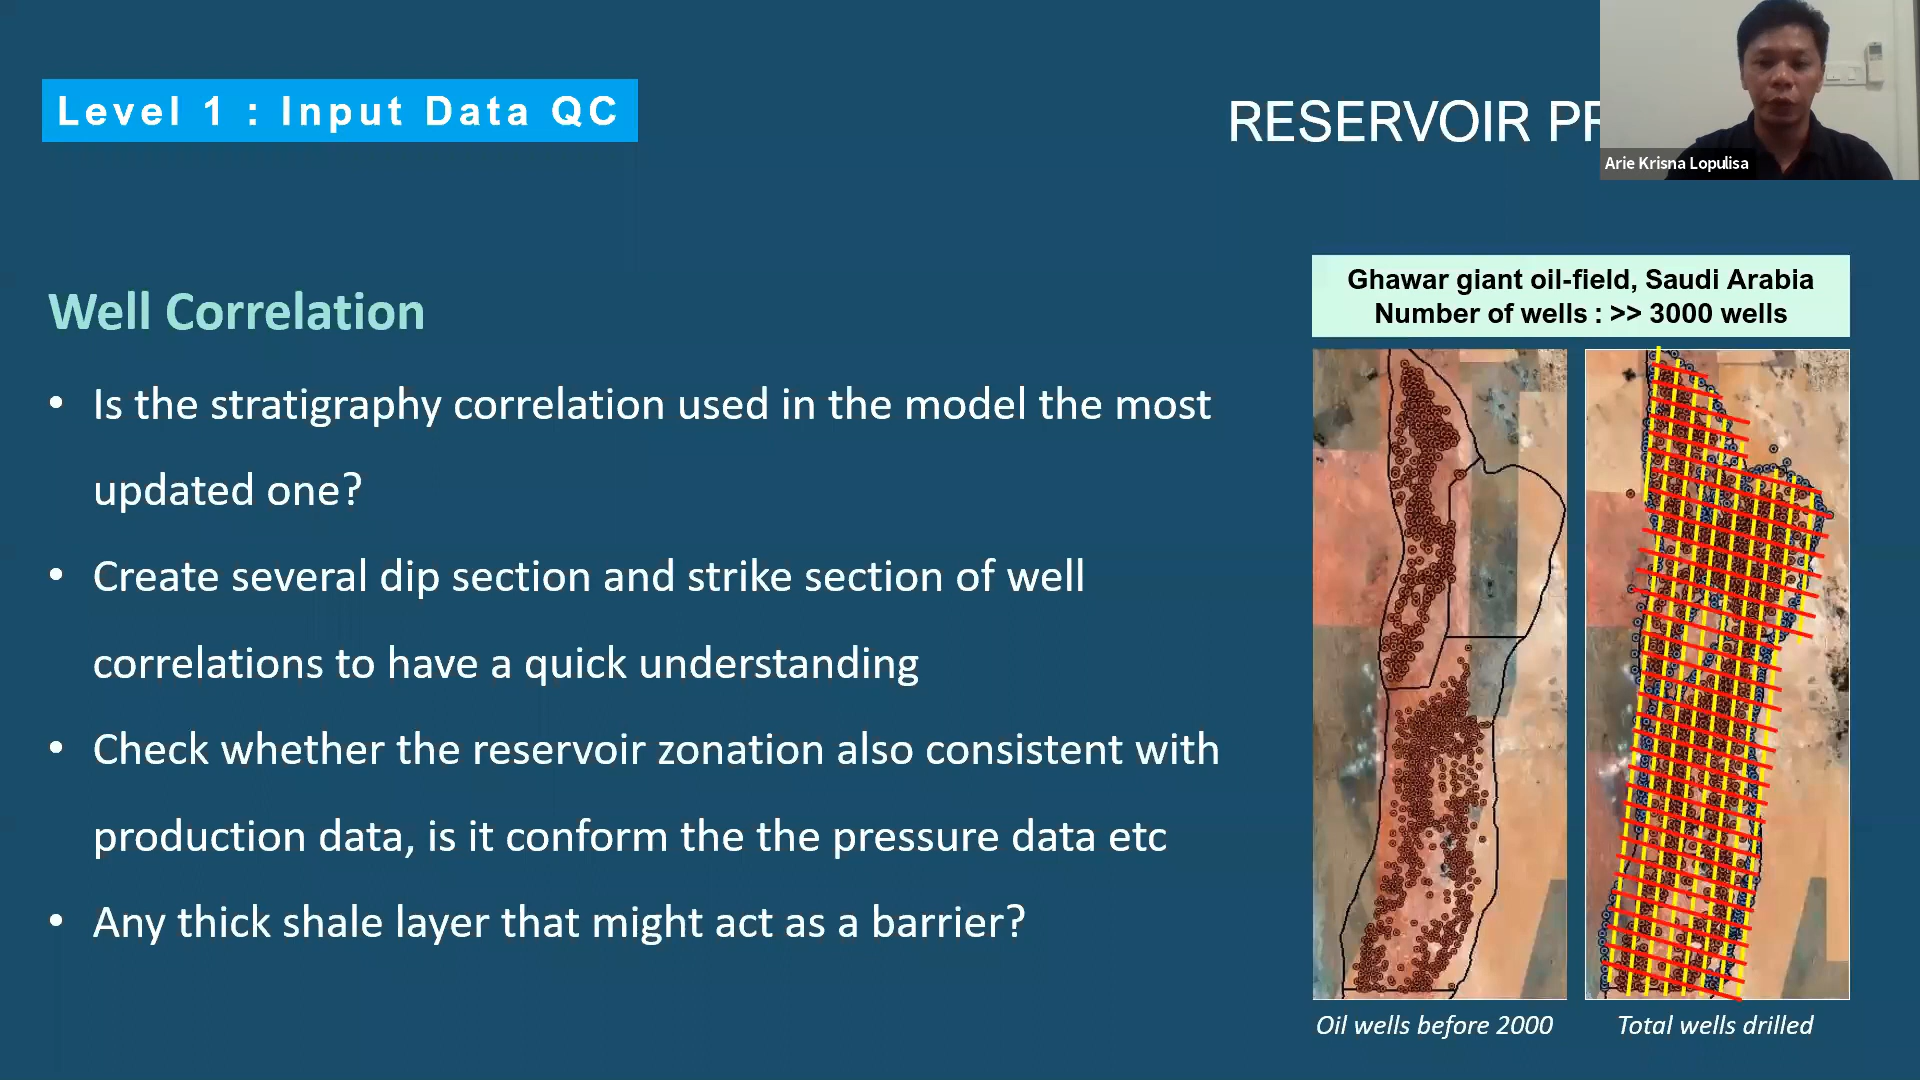 Level 1 : Input Data QC
RESERVOIR
Arie Krisna Lopulisa
Well Correlation
• Is the stratigraphy correlation used in the model the most
updated one?
• Create several dip section and strike section of well
correlations to have a quick understanding
• Check whether the reservoir zonation also consistent with
production data, is it conform the the pressure data etc
• Any thick shale layer that might act as a barrier?
Ghawar giant oil-field, Saudi Arabia
Number of wells : >> 3000 wells
Oil wells before 2000
Total wells drilled